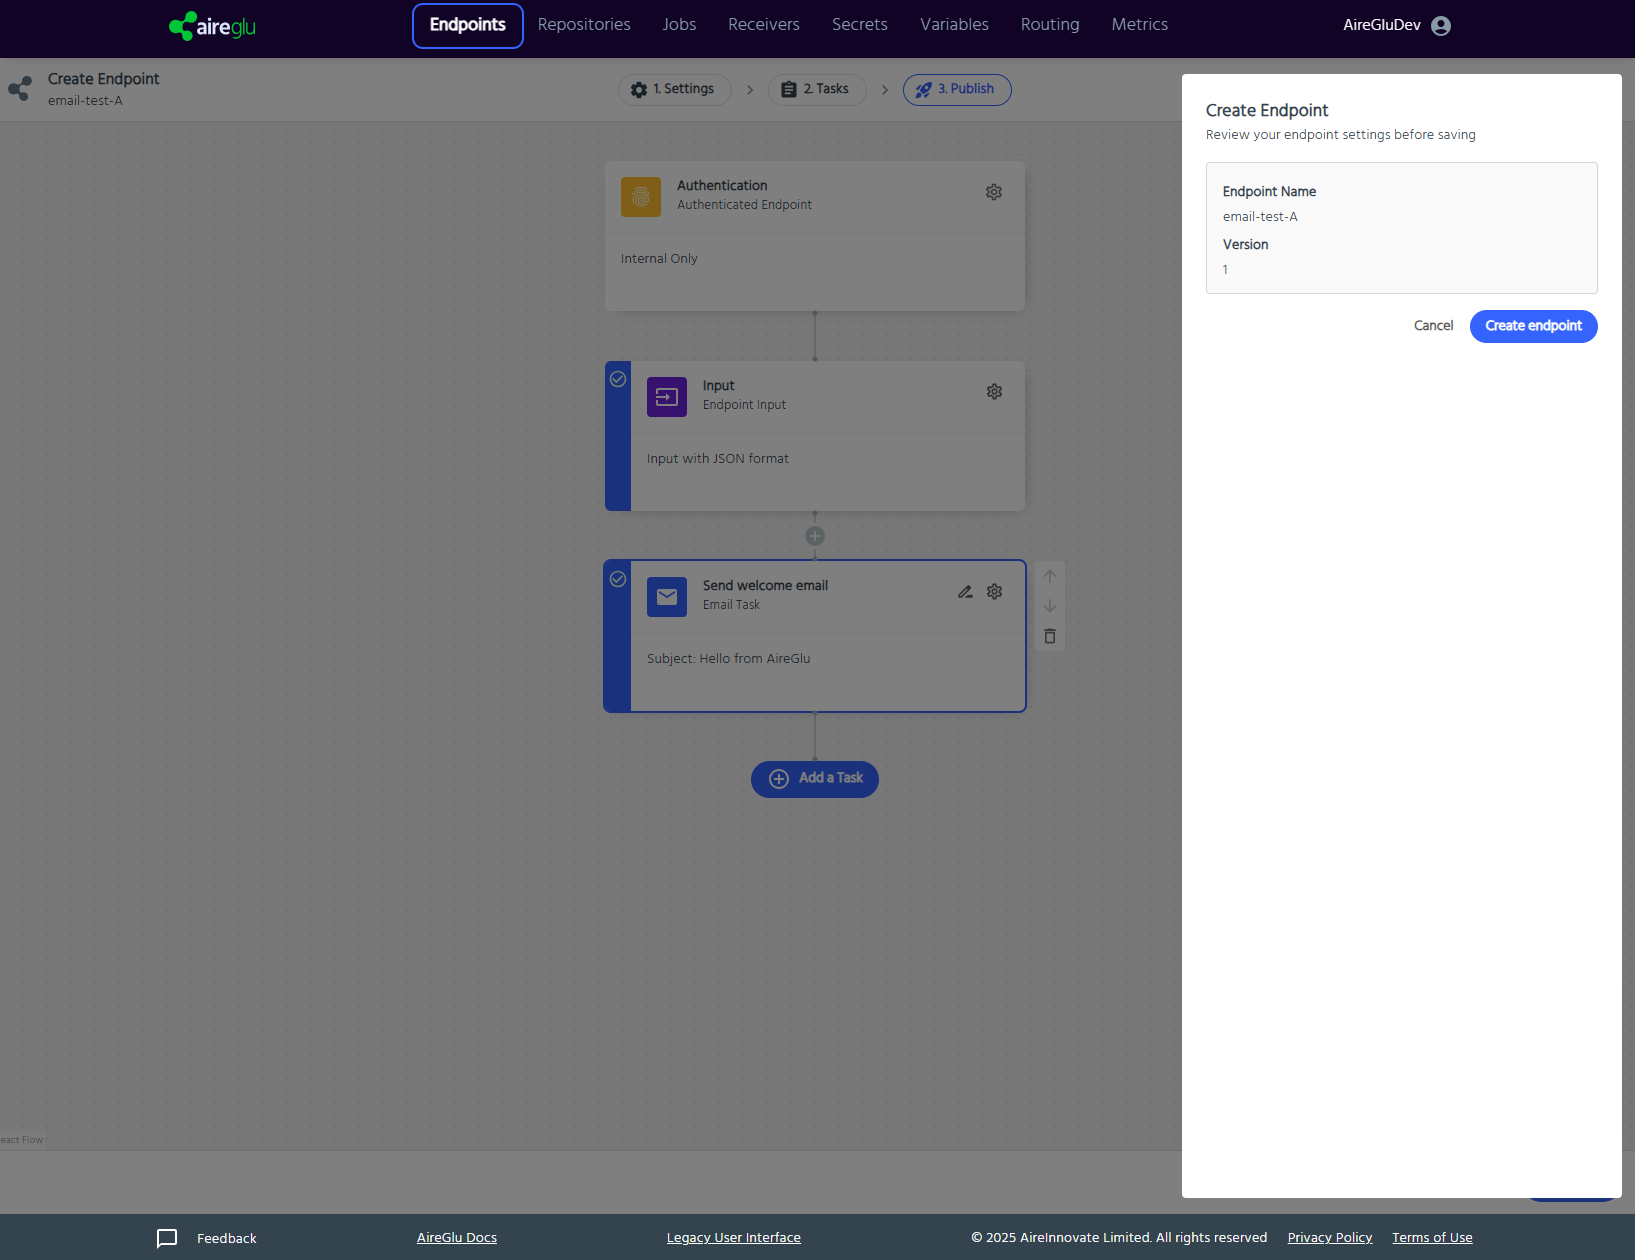 aireglu
Endpoints
Repositories
Jobs
Receivers
Secrets
Variables
Routing
Metrics
AireGluDev
Create Endpoint
email-test-A
1. Settings
2. Tasks
3. Publish
Authentication
Authenticated Endpoint
Internal Only
Input
Endpoint Input
Input with JSON format
Send welcome email
Email Task
Subject: Hello from AireGlu
Add a Task
Create Endpoint
Review your endpoint settings before saving
Endpoint Name
email-test-A
Version
1
Cancel
Create endpoint
eact Flow
Feedback
AireGlu Docs
Legacy User Interface
© 2025 AireInnovate Limited. All rights reserved
Privacy Policy
Terms of Use